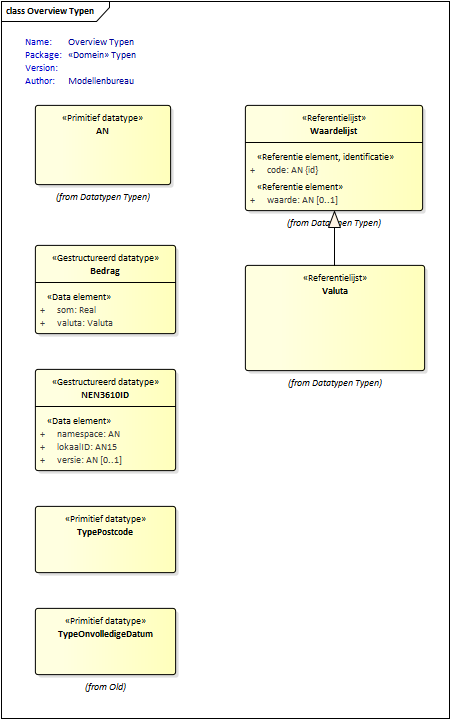 class Overview Typen
Name: Overview Typen
Package: «Domein» Typen
Version:
Author: Modellenbureau
«Primitief datatype»
AN
(from Datatypen Typen)
«Referentielijst»
Waardelijst
«Referentie element, identificatie»
+ code: AN {id}
«Referentie element»
+ waarde: AN [0..1]
(from Datatypen Typen)
«Gestructureerd datatype»
Bedrag
«Data element»
+ som: Real
+ valuta: Valuta
«Referentielijst»
Valuta
(from Datatypen Typen)
«Gestructureerd datatype»
NEN3610ID
«Data element»
+ namespace: AN
+ lokaalID: AN15
+ versie: AN [0..1]
«Primitief datatype»
TypePostcode
«Primitief datatype»
TypeOnvolledigeDatum
(from Old)